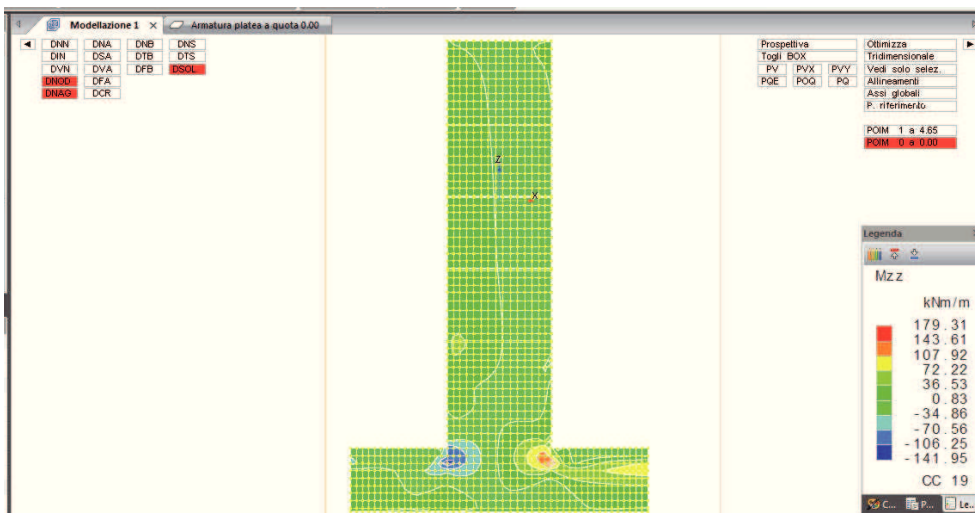 Modellazione 1 × Armatura platea a quota 0.00
DNN DNA DNB DNS
DIN DSA DTB DTS
DVN DVA DFB DSOL
DNOD DFA
DNAG DCR
Prospettiva
Togli BOX
PV PVX PVY
PQE POQ PQ
Ottimizza
Tridimensionale
Vedi solo selez.
Allineamenti
Assi globali
P. riferimento
POIM 1 a 4.65
POIM 0 a 0.00
Z
X
Legenda
Mzz
kNm/m
179.31
143.61
107.92
72.22
36.53
0.83
-34.86
-70.56
-106.25
-141.95
CC 19
C... P... Le...